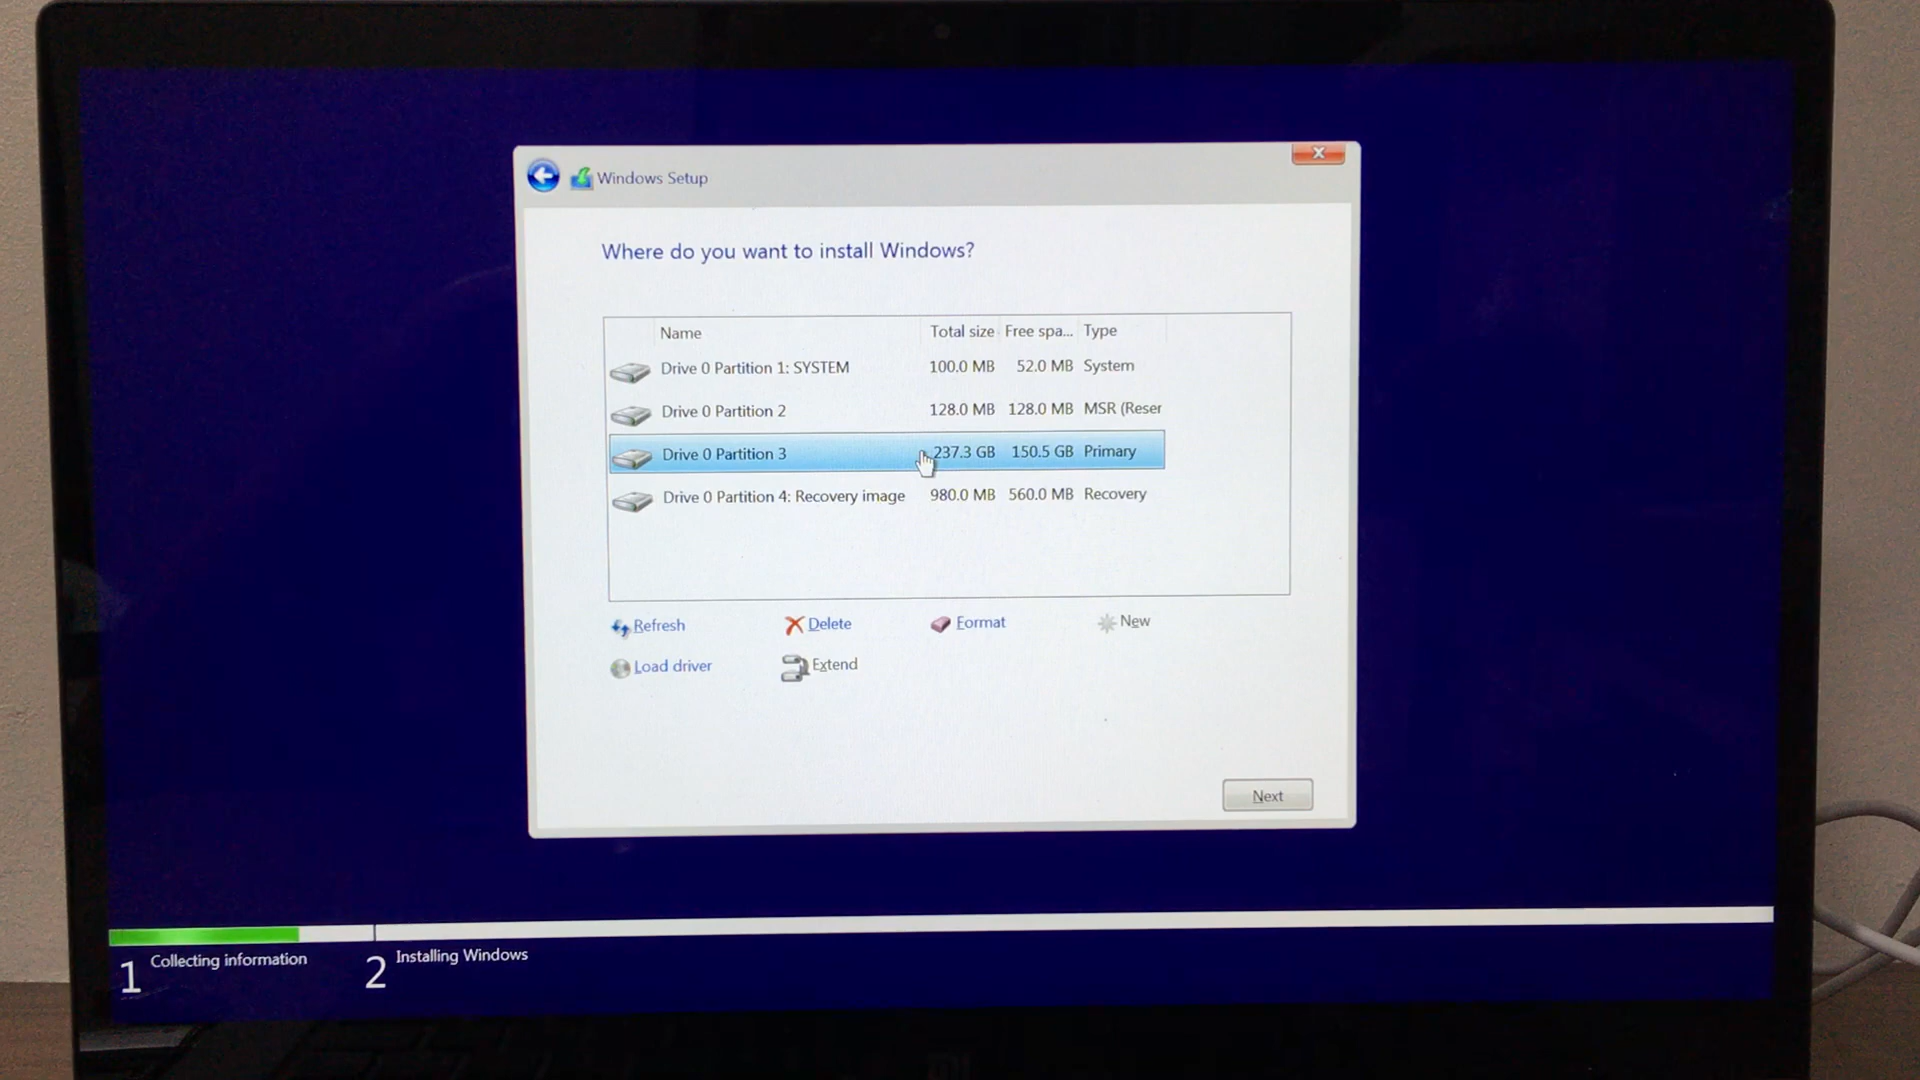 Windows Setup
Where do you want to install Windows?
Name Total size Free spa... Type
Drive 0 Partition 1: SYSTEM 100.0 MB 52.0 MB System
Drive 0 Partition 2 128.0 MB 128.0 MB MSR (Reser
Drive 0 Partition 3 237.3 GB 150.5 GB Primary
Drive 0 Partition 4: Recovery image 980.0 MB 560.0 MB Recovery
Refresh Delete Format New
Load driver Extend
Next
1 Collecting information 2 Installing Windows